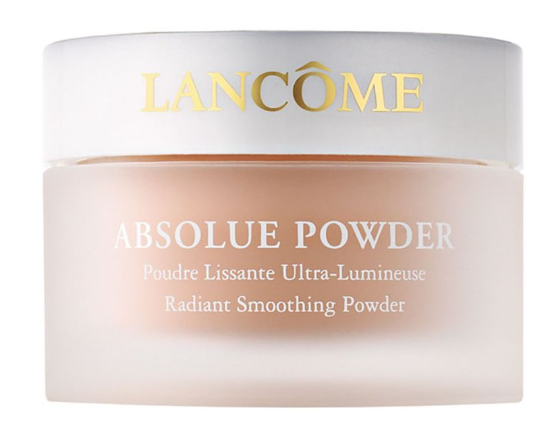 LANCÔME
ABSOLUE POWDER
Poudre Lissante Ultra-Lumineuse
Radiant Smoothing Powder